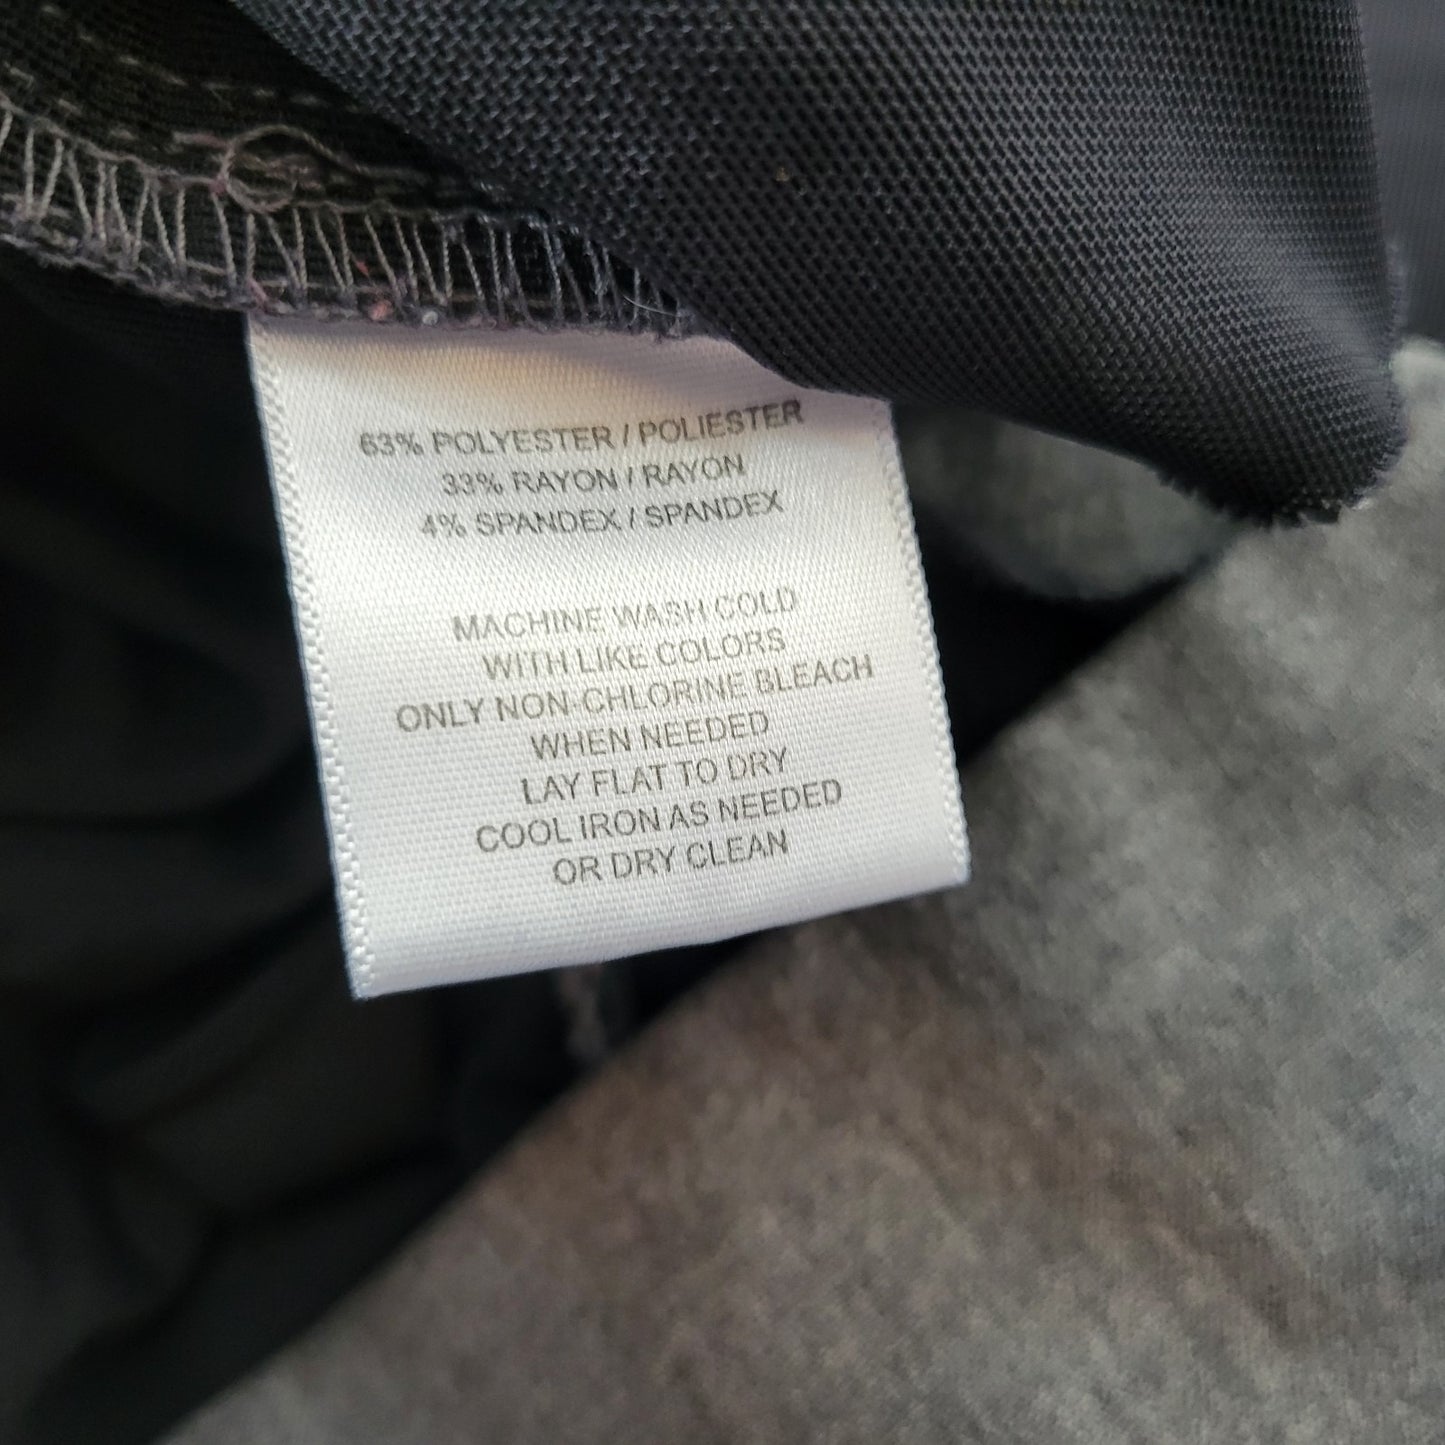 63% POLYESTER / POLIESTER
33% RAYON / RAYON
4% SPANDEX / SPANDEX
MACHINE WASH COLD
WITH LIKE COLORS
ONLY NON-CHLORINE BLEACH
WHEN NEEDED
LAY FLAT TO DRY
COOL IRON AS NEEDED
OR DRY CLEAN